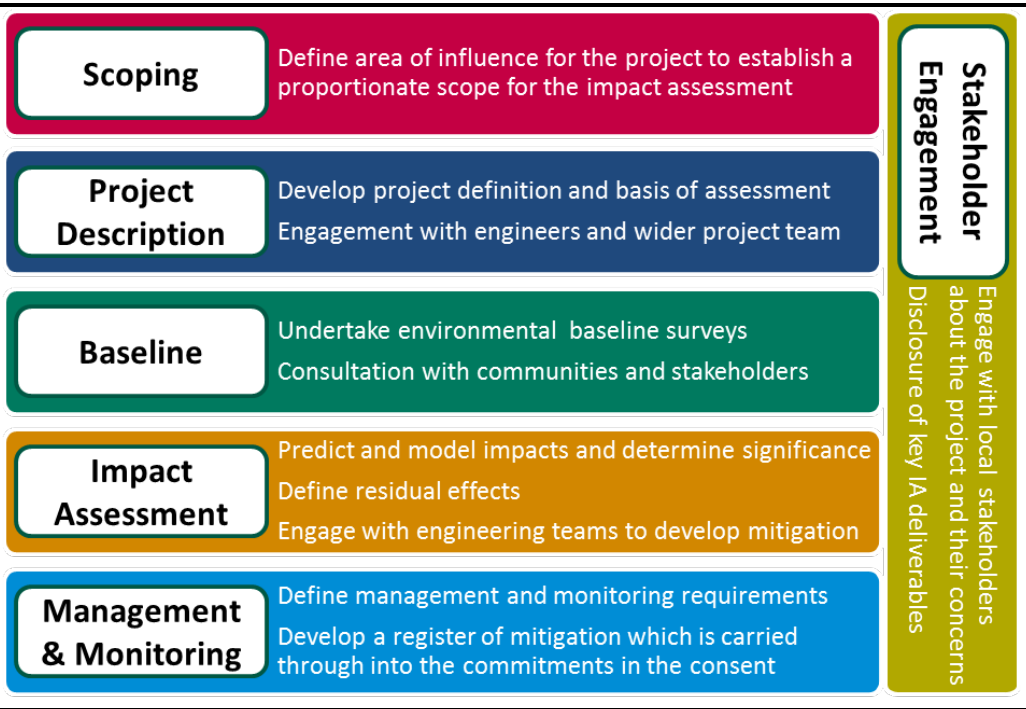 Scoping
Define area of influence for the project to establish a
proportionate scope for the impact assessment
Project
Description
Develop project definition and basis of assessment
Engagement with engineers and wider project team
Baseline
Undertake environmental baseline surveys
Consultation with communities and stakeholders
Impact
Assessment
Predict and model impacts and determine significance
Define residual effects
Engage with engineering teams to develop mitigation
Management
& Monitoring
Define management and monitoring requirements
Develop a register of mitigation which is carried
through into the commitments in the consent
Stakeholder
Engagement
Engage with local stakeholders
about the project and their concerns
Disclosure of key IA deliverables